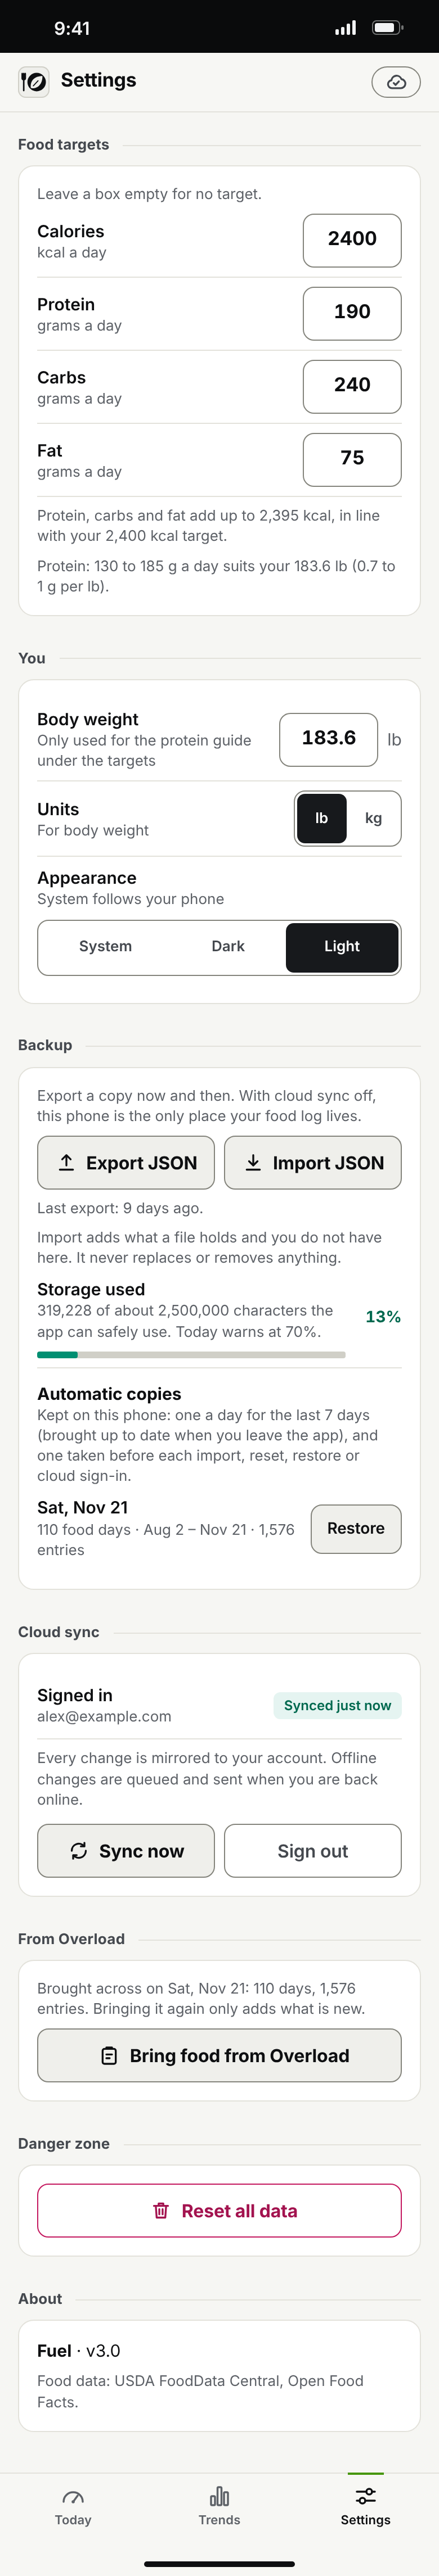 9:41
Settings
Food targets
Leave a box empty for no target.
Calories
kcal a day
2400
Protein
grams a day
190
Carbs
grams a day
240
Fat
grams a day
75
Protein, carbs and fat add up to 2,395 kcal, in line
with your 2,400 kcal target.
Protein: 130 to 185 g a day suits your 183.6 lb (0.7 to
1 g per lb).
You
Body weight
Only used for the protein guide
under the targets
183.6 lb
Units
For body weight
lb kg
Appearance
System follows your phone
System Dark Light
Backup
Export a copy now and then. With cloud sync off,
this phone is the only place your food log lives.
Export JSON Import JSON
Last export: 9 days ago.
Import adds what a file holds and you do not have
here. It never replaces or removes anything.
Storage used
319,228 of about 2,500,000 characters the
app can safely use. Today warns at 70%.
13%
Automatic copies
Kept on this phone: one a day for the last 7 days
(brought up to date when you leave the app), and
one taken before each import, reset, restore or
cloud sign-in.
Sat, Nov 21
110 food days · Aug 2 – Nov 21 · 1,576
entries
Restore
Cloud sync
Signed in
alex@example.com
Synced just now
Every change is mirrored to your account. Offline
changes are queued and sent when you are back
online.
Sync now Sign out
From Overload
Brought across on Sat, Nov 21: 110 days, 1,576
entries. Bringing it again only adds what is new.
Bring food from Overload
Danger zone
Reset all data
About
Fuel · v3.0
Food data: USDA FoodData Central, Open Food
Facts.
Today Trends Settings